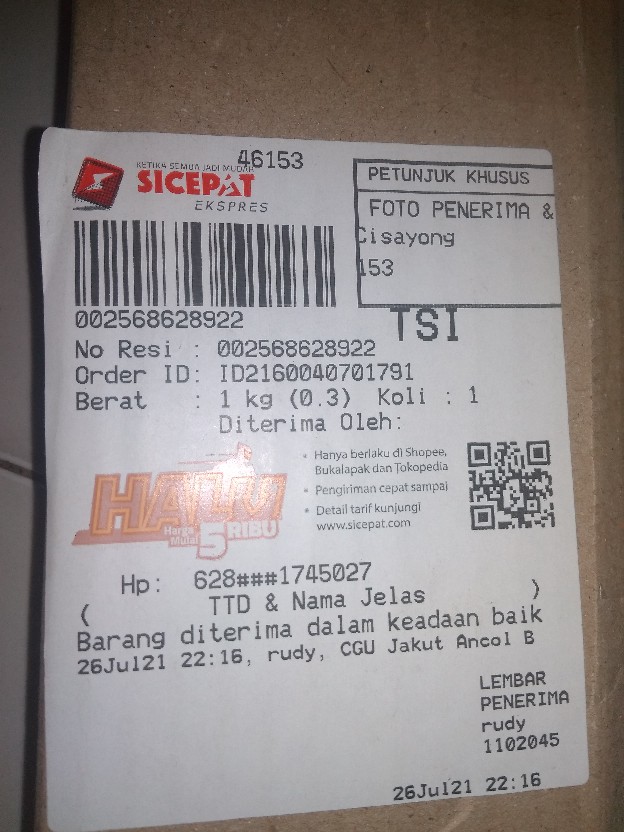 46153
KETIKA SEMUA JADI MUDAH
SICEPAT
EKSPRES
PETUNJUK KHUSUS
FOTO PENERIMA &
Cisayong
153
TSI
002568628922
No Resi : 002568628922
Order ID: ID2160040701791
Berat : 1 kg (0.3) Koli : 1
Diterima Oleh:
HALU
Harga
Mulai
5 RIBU
• Hanya berlaku di Shopee,
Bukalapak dan Tokopedia
• Pengiriman cepat sampai
• Detail tarif kunjungi
www.sicepat.com
Hp: 628###1745027
( TTD & Nama Jelas )
Barang diterima dalam keadaan baik
26Jul21 22:16, rudy, CGU Jakut Ancol B
LEMBAR
PENERIMA
rudy
1102045
26Jul21 22:16